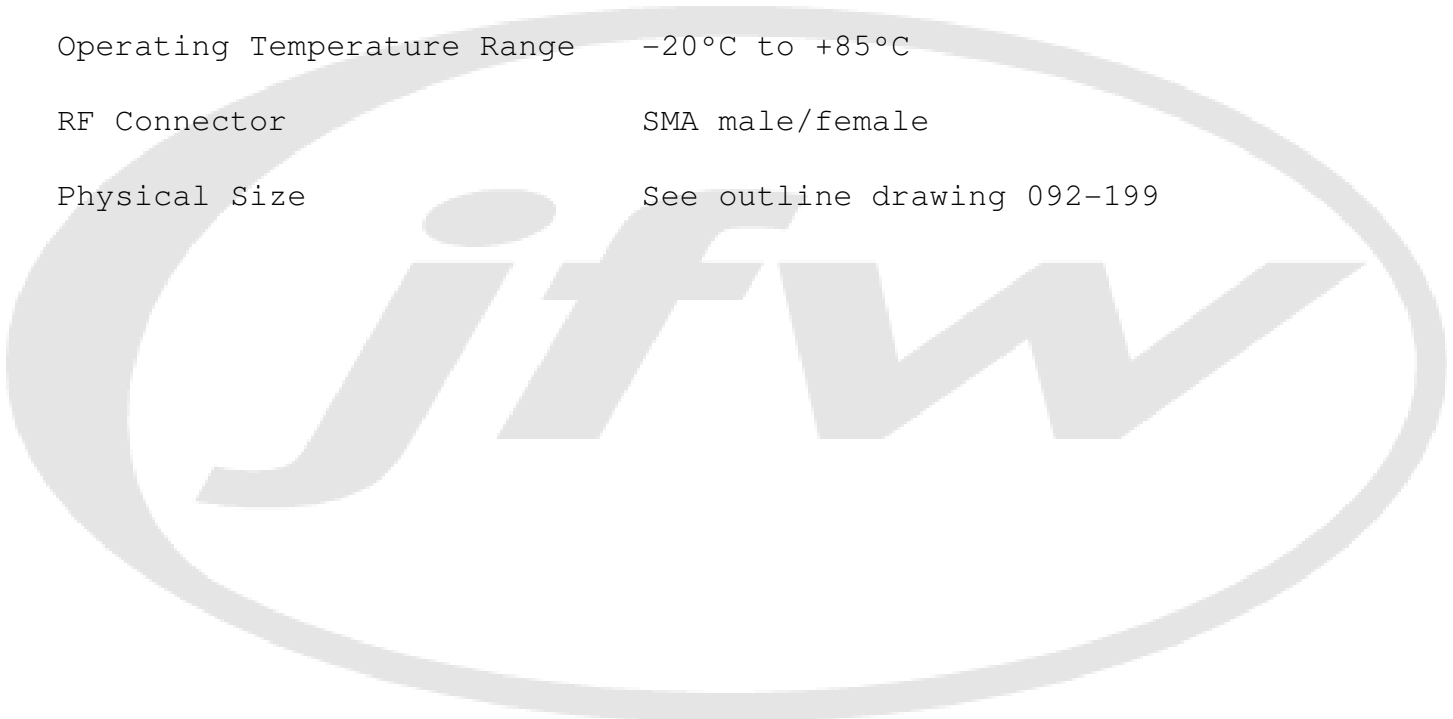 Operating Temperature Range -20°C to +85°C
RF Connector SMA male/female
Physical Size See outline drawing 092-199
jfw